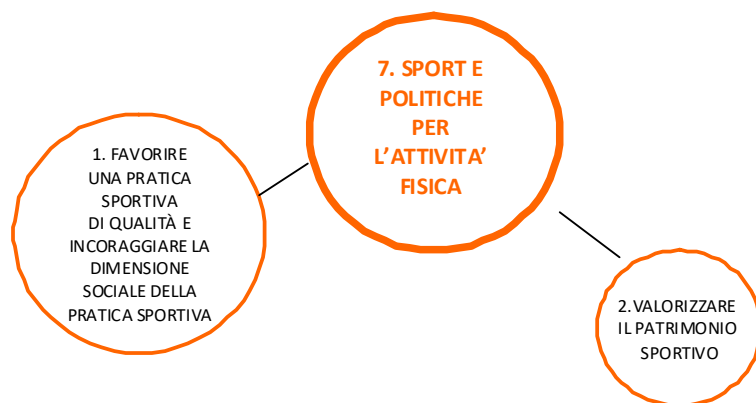 7. SPORT E
POLITICHE
PER
L'ATTIVITA'
FISICA
1. FAVORIRE
UNA PRATICA
SPORTIVA
DI QUALITÀ E
INCORAGGIARE LA
DIMENSIONE
SOCIALE DELLA
PRATICA SPORTIVA
2.VALORIZZARE
IL PATRIMONIO
SPORTIVO